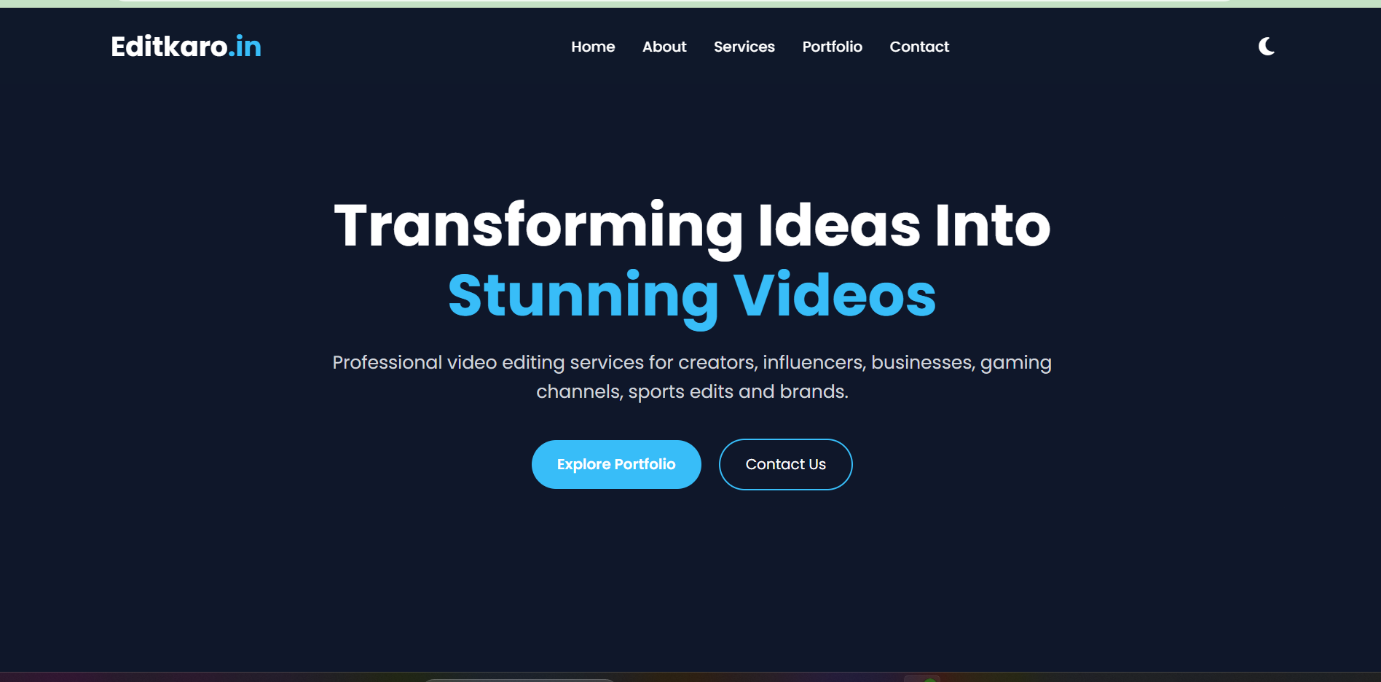 Editkaro.in
Home About Services Portfolio Contact
Transforming Ideas Into
Stunning Videos
Professional video editing services for creators, influencers, businesses, gaming
channels, sports edits and brands.
Explore Portfolio Contact Us